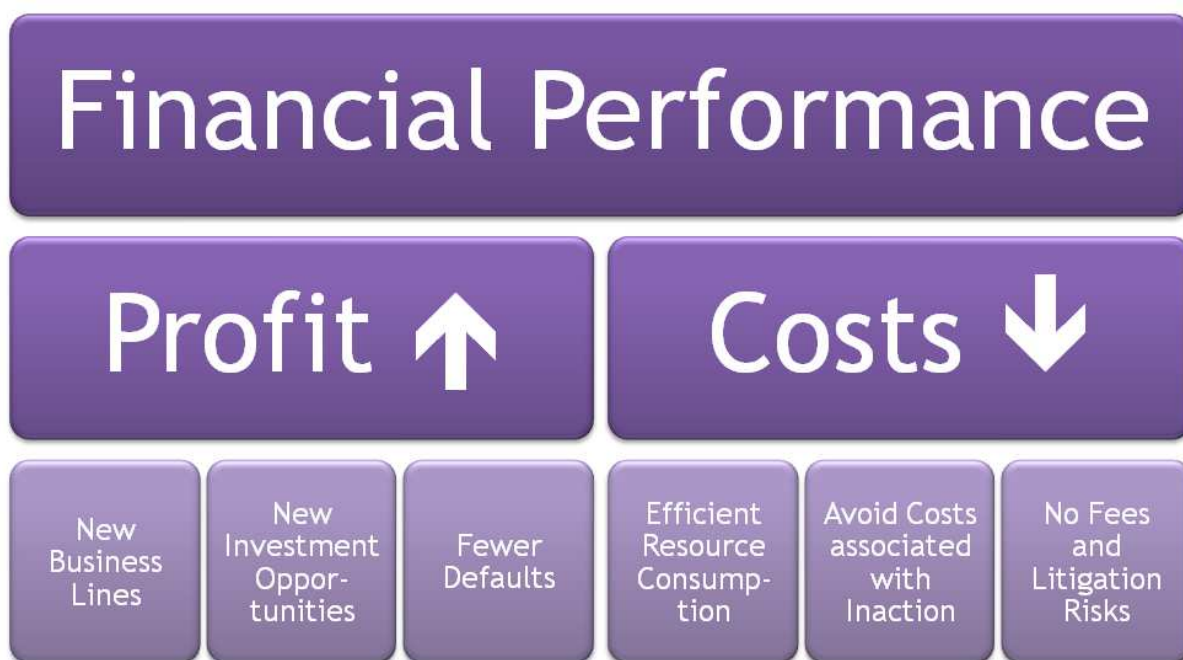 Financial Performance
Profit ↑
Costs ↓
New
Business
Lines
New
Investment
Oppor-
tunities
Fewer
Defaults
Efficient
Resource
Consump-
tion
Avoid Costs
associated
with
Inaction
No Fees
and
Litigation
Risks